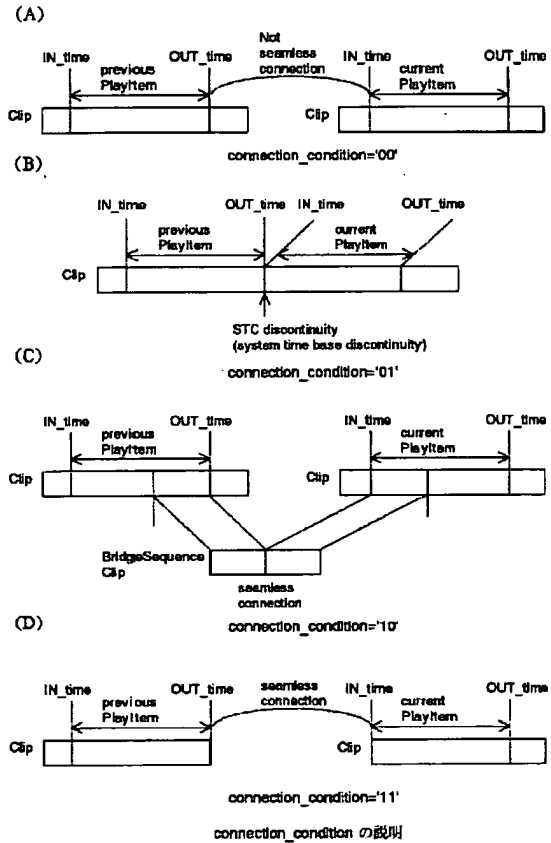 (A)
Not
seamless
connection
IN_time
previous
PlayItem
OUT_time
IN_time
current
PlayItem
OUT_time
Clip
Clip
connection_condition='00'
(B)
IN_time
OUT_time
IN_time
OUT_time
previous
PlayItem
current
PlayItem
Clip
STC discontinuity
(system time base discontinuity)
connection_condition='01'
(C)
IN_time
previous
PlayItem
OUT_time
IN_time
current
PlayItem
OUT_time
Clip
Clip
BridgeSequence
Clip
seamless
connection
connection_condition='10'
(D)
IN_time
previous
PlayItem
OUT_time
seamless
connection
IN_time
current
PlayItem
OUT_time
Clip
Clip
connection_condition='11'
connection_condition の説明